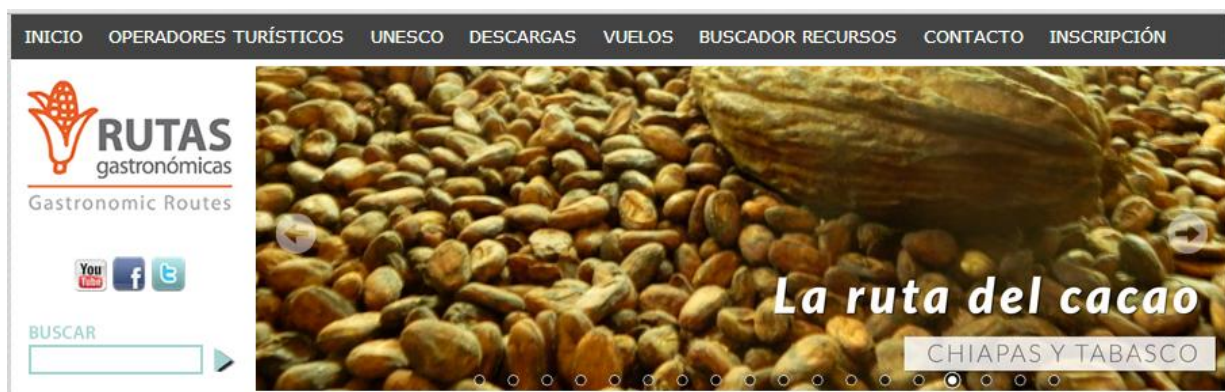 INICIO OPERADORES TURÍSTICOS UNESCO DESCARGAS VUELOS BUSCADOR RECURSOS CONTACTO INSCRIPCIÓN
RUTAS
gastronómicas
Gastronomic Routes
You
Tube
f
t
BUSCAR
La ruta del cacao
CHIAPAS Y TABASCO